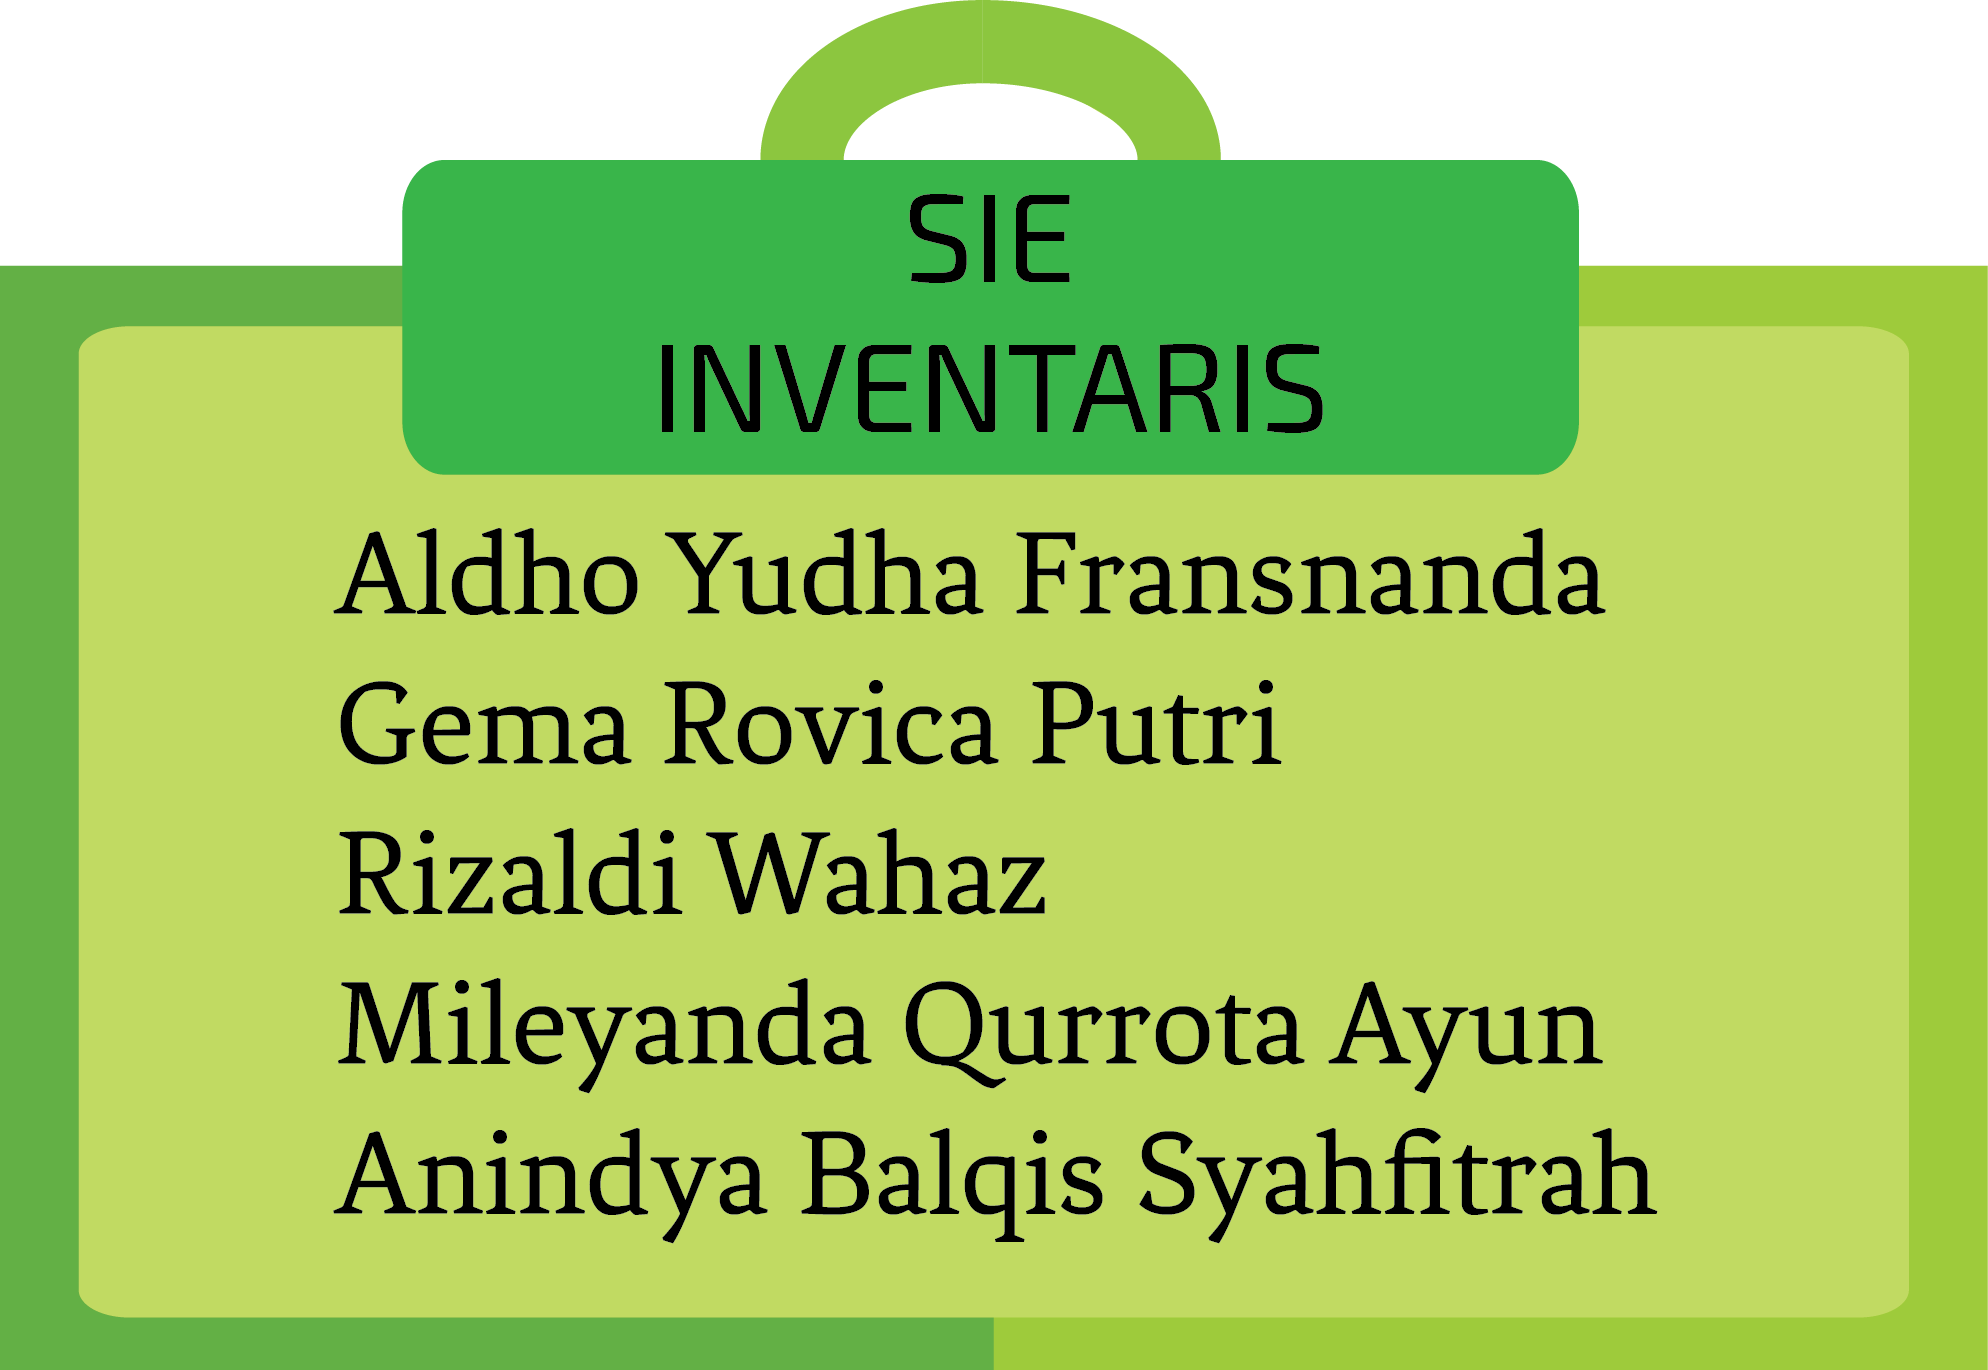 SIE
INVENTARIS
Aldho Yudha Fransnanda
Gema Rovica Putri
Rizaldi Wahaz
Mileyanda Qurrota Ayun
Anindya Balqis Syahfitrah